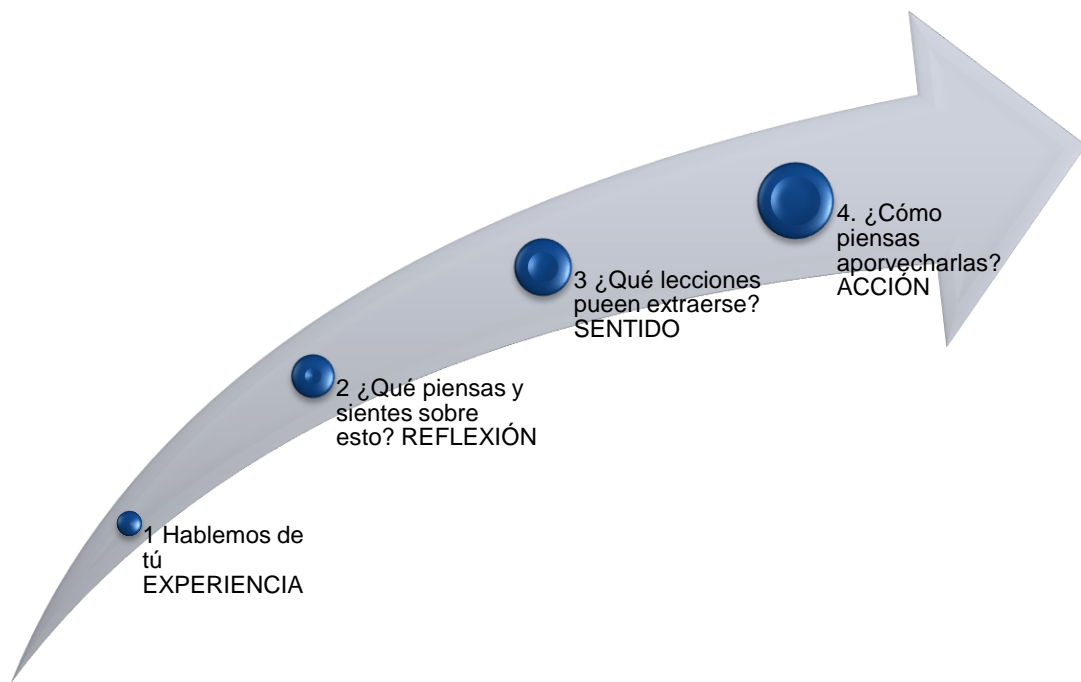 1 Hablemos de
tú
EXPERIENCIA
2 ¿Qué piensas y
sientes sobre
esto? REFLEXIÓN
3 ¿Qué lecciones
pueen extraerse?
SENTIDO
4. ¿Cómo
piensas
aporvecharlas?
ACCIÓN